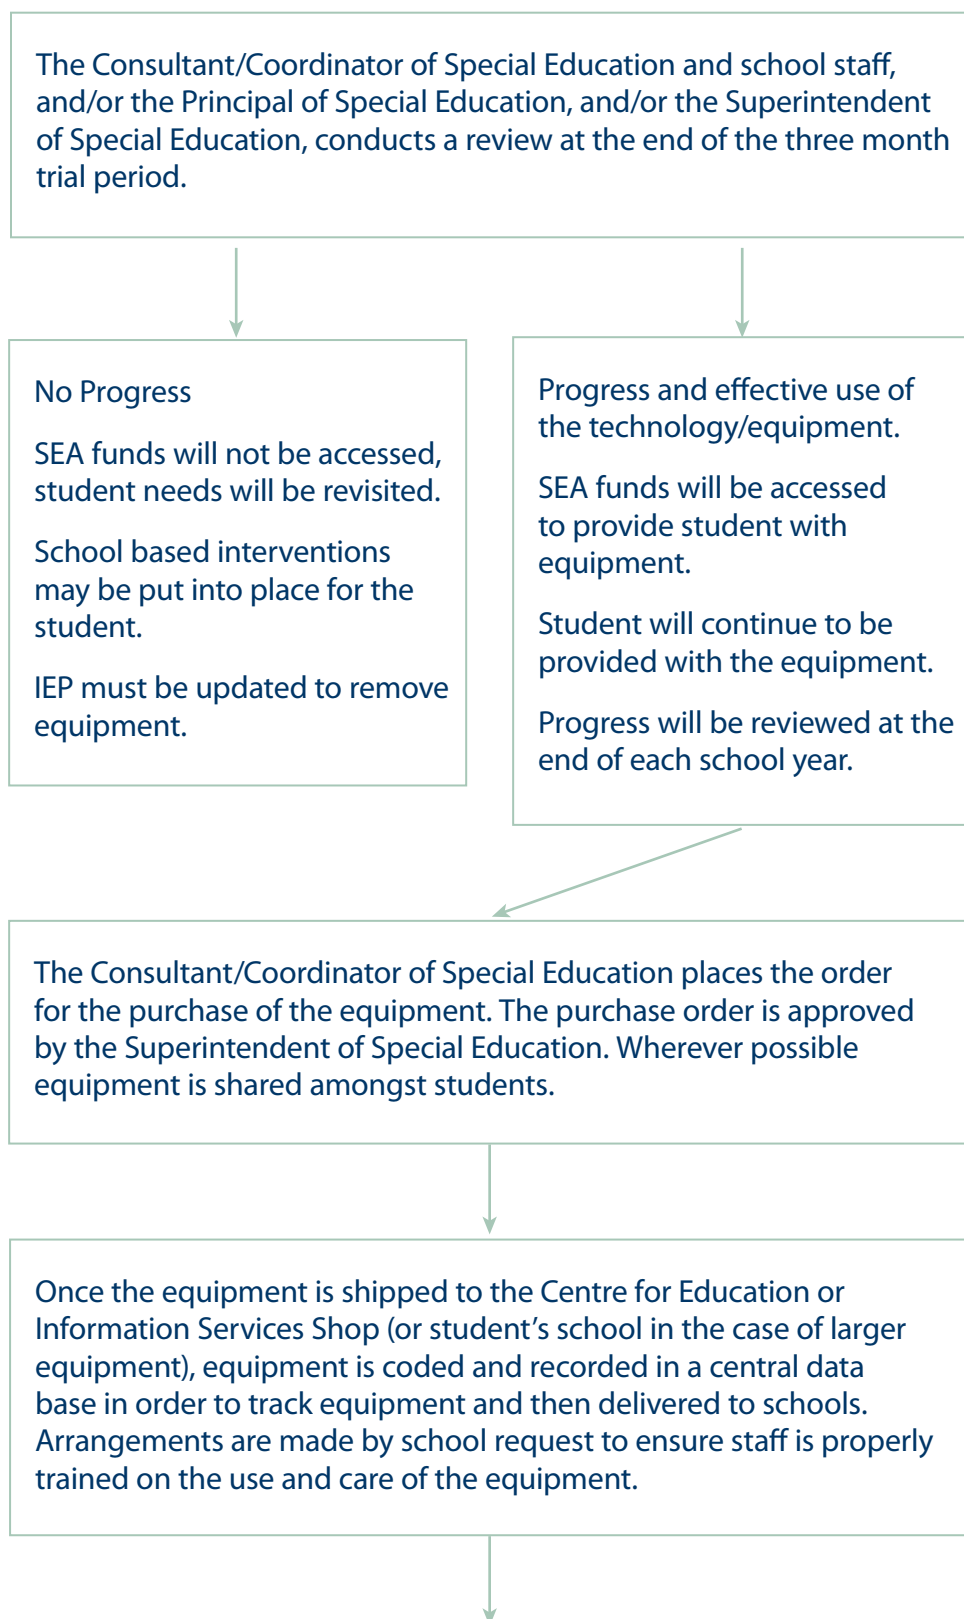 The Consultant/Coordinator of Special Education and school staff,
and/or the Principal of Special Education, and/or the Superintendent
of Special Education, conducts a review at the end of the three month
trial period.
No Progress
SEA funds will not be accessed,
student needs will be revisited.
School based interventions
may be put into place for the
student.
IEP must be updated to remove
equipment.
Progress and effective use of
the technology/equipment.
SEA funds will be accessed
to provide student with
equipment.
Student will continue to be
provided with the equipment.
Progress will be reviewed at the
end of each school year.
The Consultant/Coordinator of Special Education places the order
for the purchase of the equipment. The purchase order is approved
by the Superintendent of Special Education. Wherever possible
equipment is shared amongst students.
Once the equipment is shipped to the Centre for Education or
Information Services Shop (or student’s school in the case of larger
equipment), equipment is coded and recorded in a central data
base in order to track equipment and then delivered to schools.
Arrangements are made by school request to ensure staff is properly
trained on the use and care of the equipment.